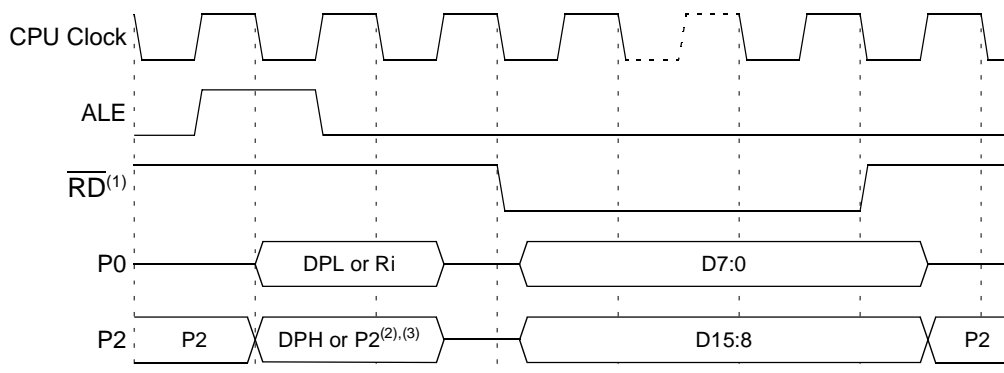 CPU Clock
ALE
RD(1)
P0 DPL or Ri D7:0
P2 P2 DPH or P2(2),(3) D15:8 P2